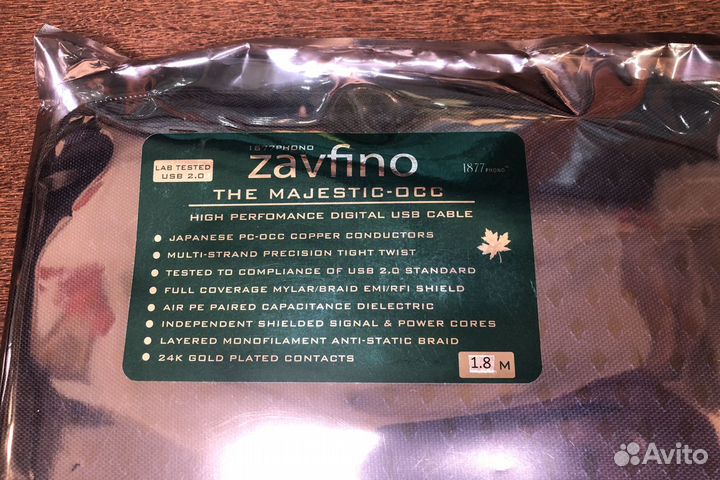 1877PHONO
zavfino
1877 PHONO™
LAB TESTED
USB 2.0
THE MAJESTIC-OCC
HIGH PERFOMANCE DIGITAL USB CABLE
JAPANESE PC-OCC COPPER CONDUCTORS
MULTI-STRAND PRECISION TIGHT TWIST
TESTED TO COMPLIANCE OF USB 2.0 STANDARD
FULL COVERAGE MYLAR/BRAID EMI/RFI SHIELD
AIR PE PAIRED CAPACITANCE DIELECTRIC
INDEPENDENT SHIELDED SIGNAL & POWER CORES
LAYERED MONOFILAMENT ANTI-STATIC BRAID
24K GOLD PLATED CONTACTS
1.8 M
Avito